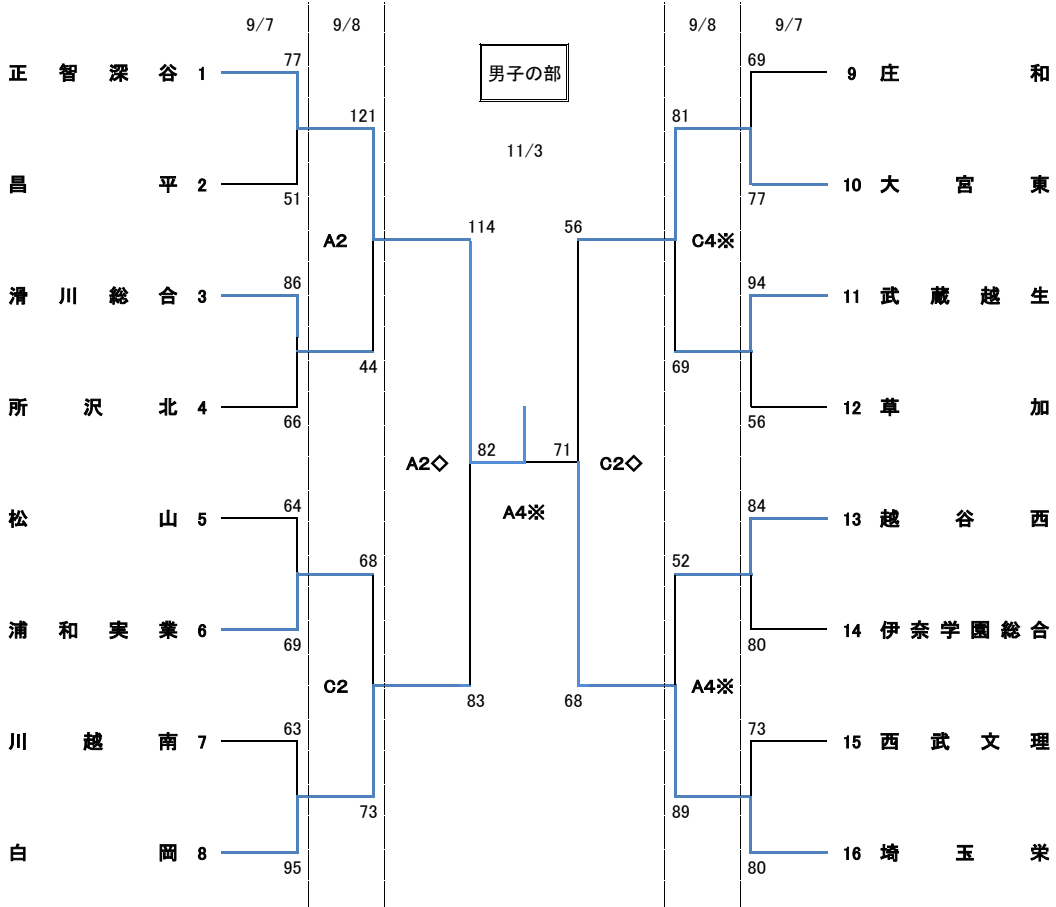 9/7 9/8 9/8 9/7
男子の部
11/3
正智深谷 1 77
69 9 庄和
121 81
昌平 2 51
10 大宮東 77
114 56
A2 C4※
滑川総合 3 86
94 11 武蔵越生
44 69
所沢北 4 66
56 12 草加
A2◇ 82 71 C2◇
A4※
松山 5 64
84 13 越谷西
68 52
浦和実業 6 69
80 14 伊奈学園総合
C2 A4※
83 68
川越南 7 63
73 15 西武文理
73 89
白岡 8 95
80 16 埼玉栄